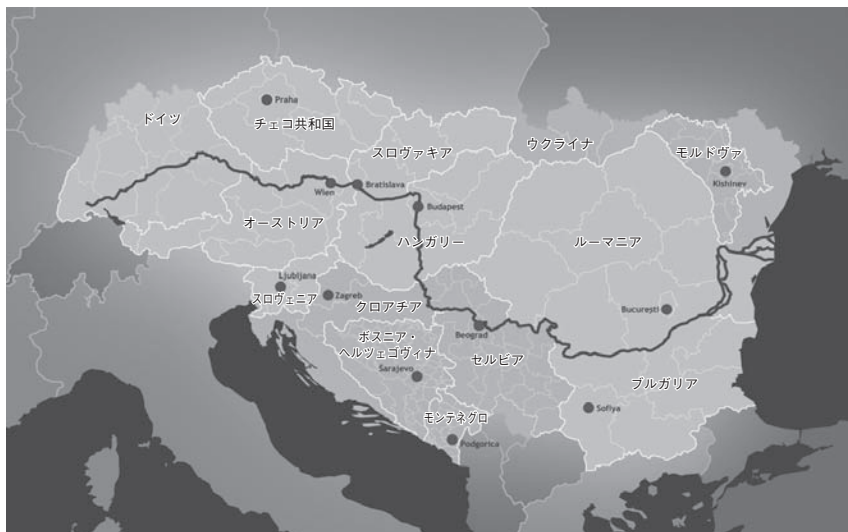 Praha
ドイツ
チェコ共和国
スロヴァキア
ウクライナ
モルドヴァ
Kishinev
Wien
Bratislava
Budapest
オーストリア
ハンガリー
ルーマニア
Ljubljana
スロヴェニア
Zagreb
クロアチア
București
Beograd
ボスニア・
ヘルツェゴヴィナ
セルビア
Sarajevo
ブルガリア
モンテネグロ
Sofiya
Podgorica